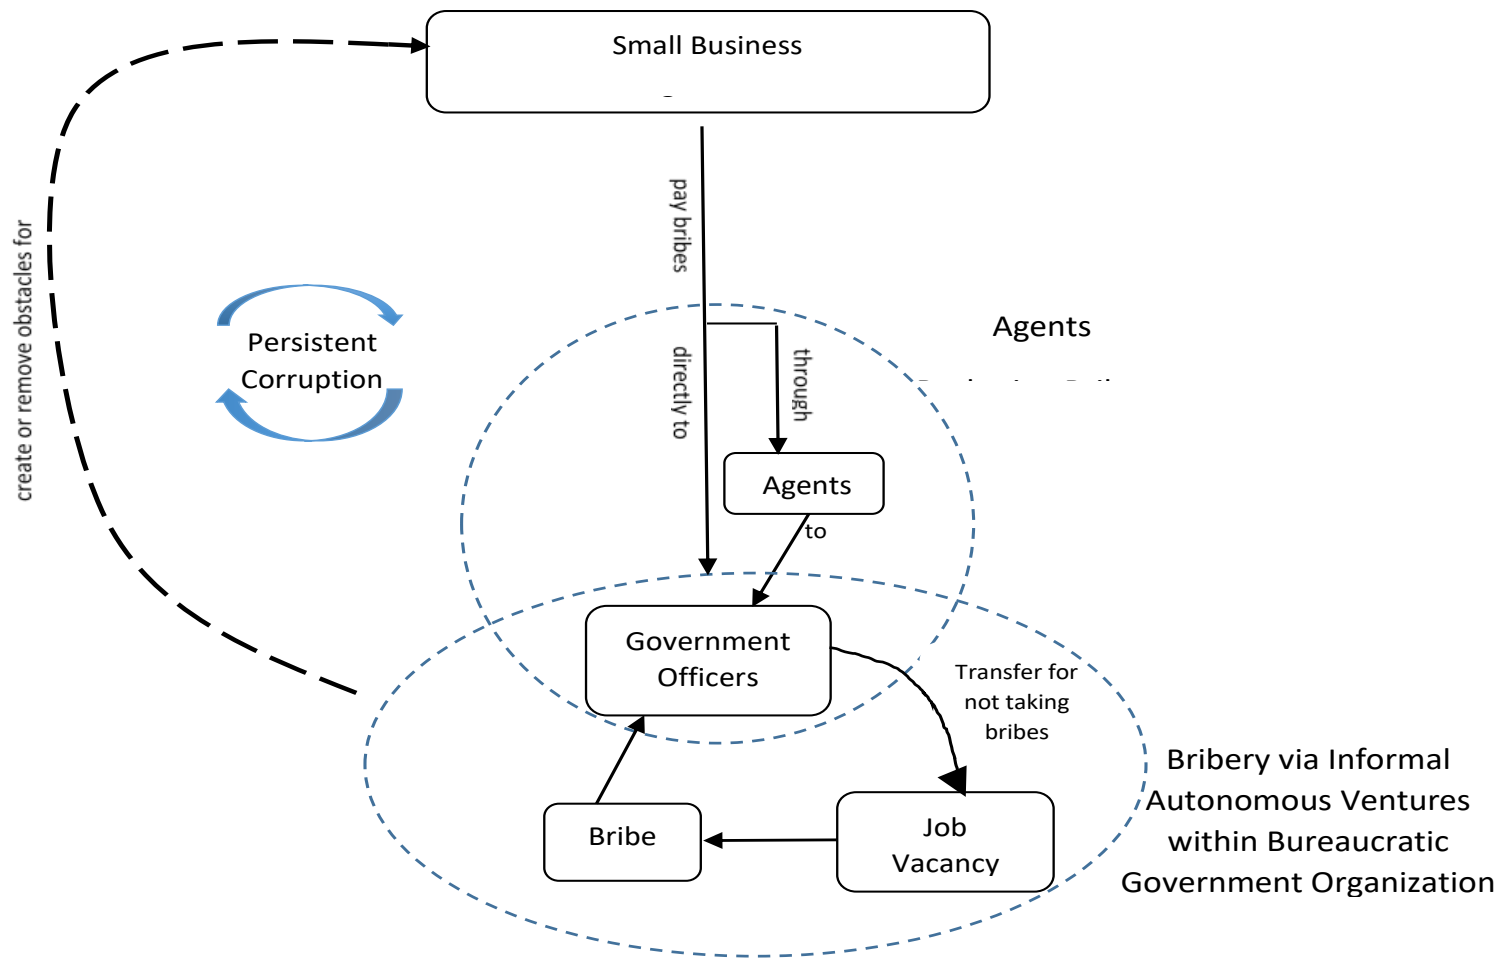 Small Business
pay bribes
create or remove obstacles for
Agents
Persistent
Corruption
directly to
through
Agents
to
Government
Officers
Transfer for
not taking
bribes
Bribery via Informal
Autonomous Ventures
within Bureaucratic
Government Organization
Bribe
Job
Vacancy